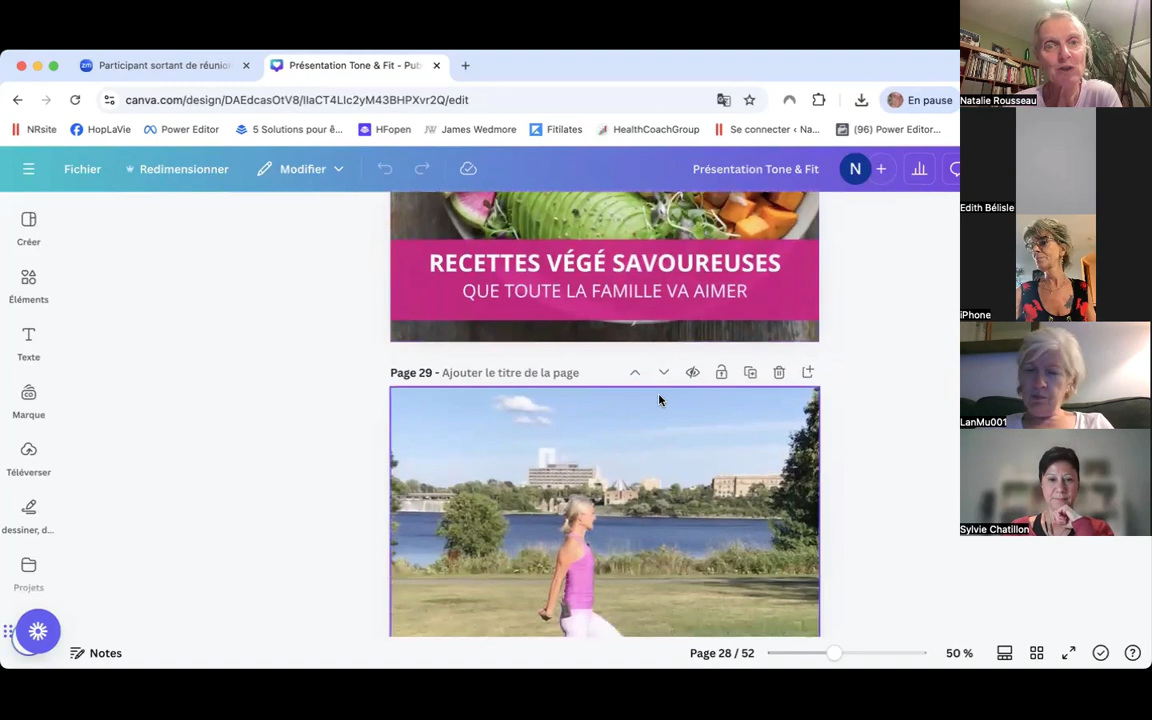 Participant sortant de réunio
Présentation Tone & Fit - Pub
canva.com/design/DAEdcasOtV8/IIaCT4LIc2yM43BHPXvr2Q/edit
En pause
NRsite
HopLaVie
Power Editor
5 Solutions pour ê...
HFopen
James Wedmore
Fitilates
HealthCoachGroup
Se connecter ‹ Na...
(96) Power Editor...
Fichier
Redimensionner
Modifier
Présentation Tone & Fit
N
Créer
Éléments
Texte
Marque
Téléverser
dessiner, d...
Projets
RECETTES VÉGÉ SAVOUREUSES
QUE TOUTE LA FAMILLE VA AIMER
Page 29 - Ajouter le titre de la page
Notes
Page 28 / 52
50 %
Natalie Rousseau
Edith Bélisle
iPhone
LanMu001
Sylvie Chatillon